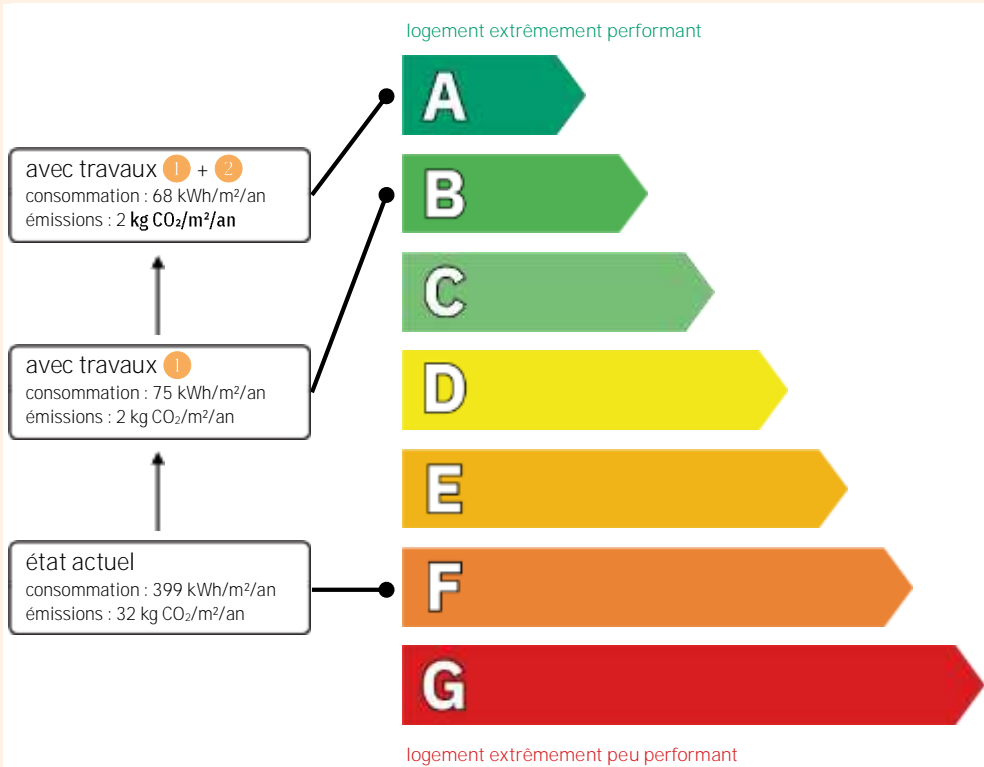 logement extrêmement performant
A
avec travaux 1 + 2
consommation : 68 kWh/m²/an
émissions : 2 kg CO₂/m²/an
B
C
avec travaux 1
consommation : 75 kWh/m²/an
émissions : 2 kg CO₂/m²/an
D
E
état actuel
consommation : 399 kWh/m²/an
émissions : 32 kg CO₂/m²/an
F
G
logement extrêmement peu performant